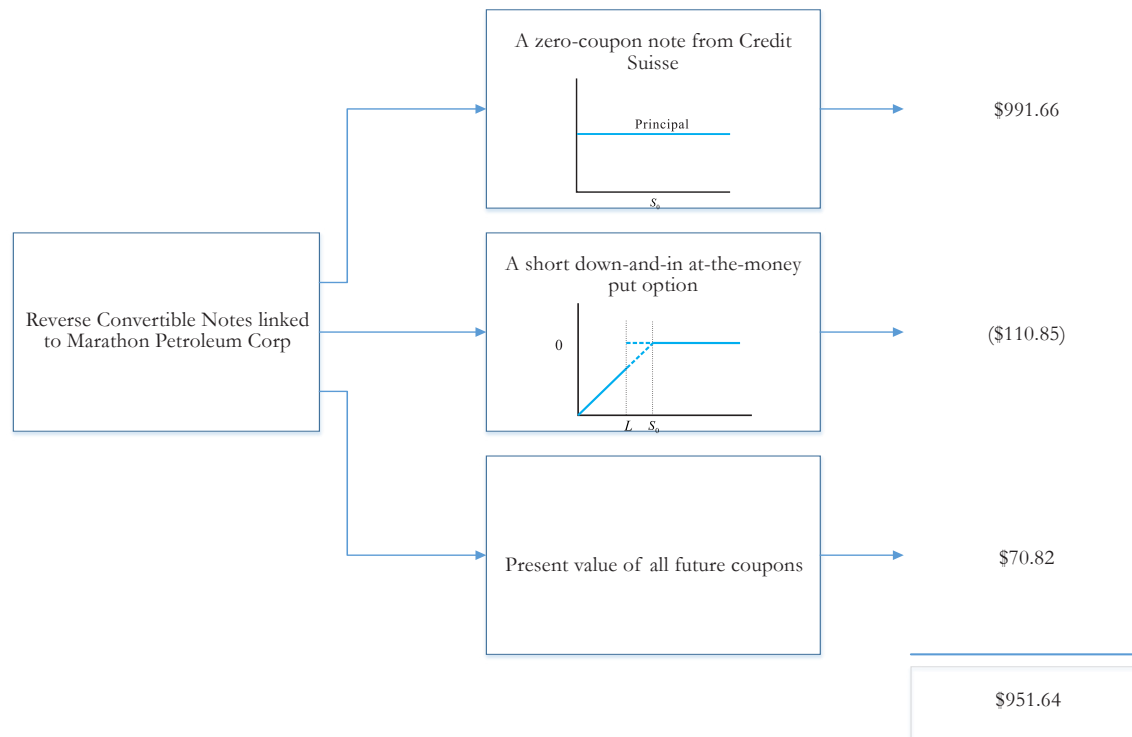 A zero-coupon note from Credit
Suisse
Principal
S₀
$991.66
Reverse Convertible Notes linked
to Marathon Petroleum Corp
A short down-and-in at-the-money
put option
0
L S₀
($110.85)
Present value of all future coupons
$70.82
$951.64